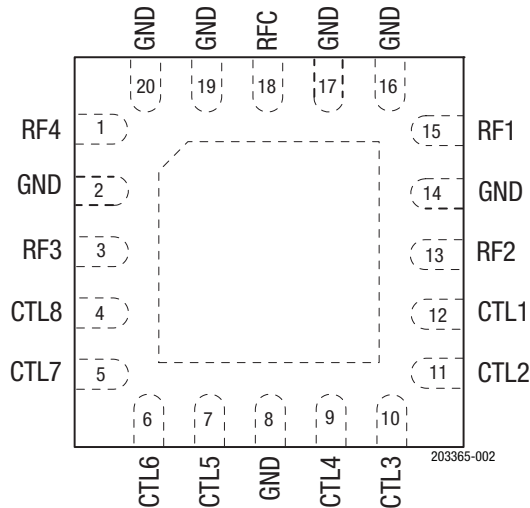 GND GND RFC GND GND
20 19 18 17 16
RF4 1 15 RF1
GND 2 14 GND
RF3 3 13 RF2
CTL8 4 12 CTL1
CTL7 5 11 CTL2
6 7 8 9 10
CTL6 CTL5 GND CTL4 CTL3
203365-002